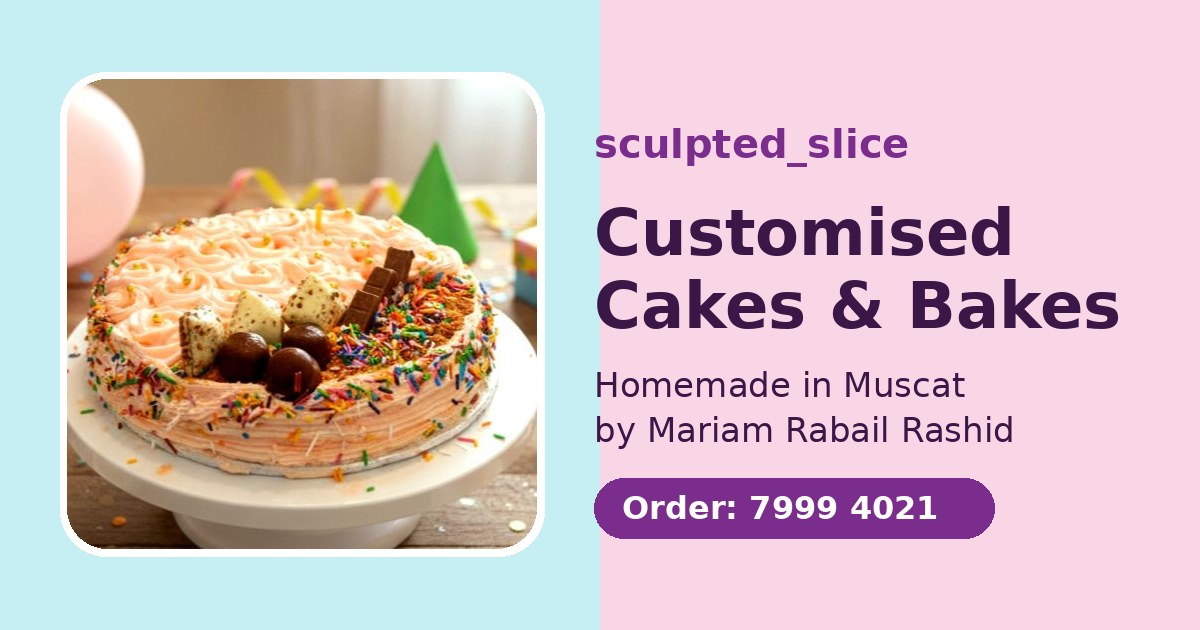 sculpted_slice
Customised
Cakes & Bakes
Homemade in Muscat
by Mariam Rabail Rashid
Order: 7999 4021